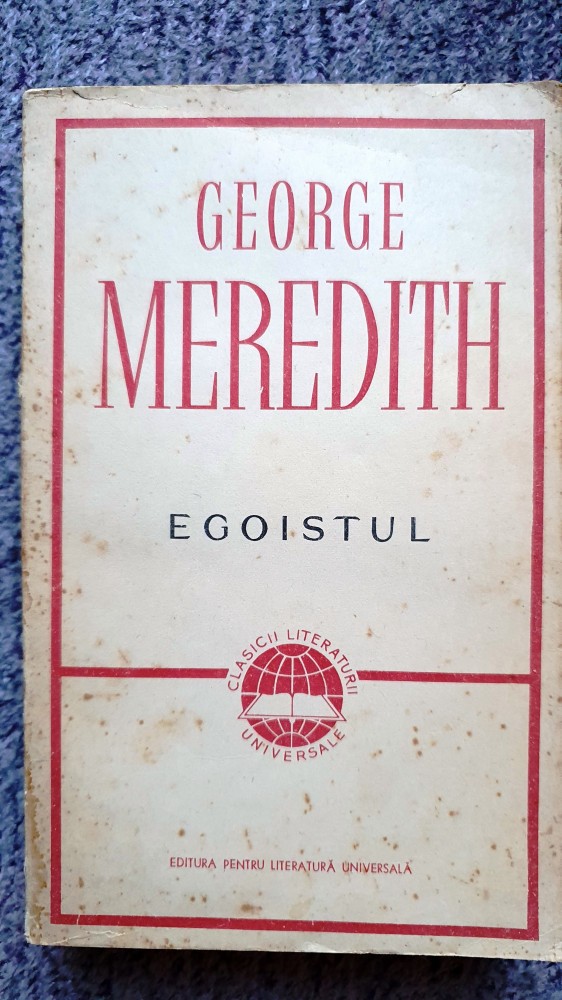 GEORGE
MEREDITH
EGOISTUL
CLASICII LITERATURII
UNIVERSALE
EDITURA PENTRU LITERATURĂ UNIVERSALĂ